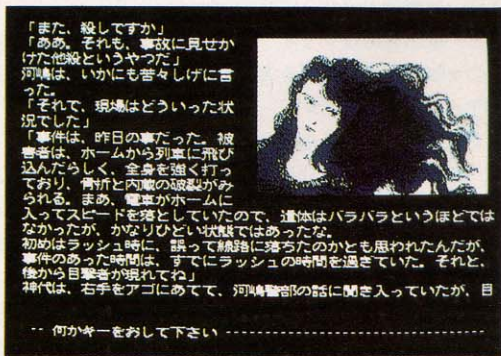 「また、殺しですか」
「ああ。それも、事故に見せか
けた他殺というやつだ」
河嶋は、いかにも苦々しげに言
った。
「それで、現場はどういった状
況でした」
「事件は、昨日の事だった。被
害者は、ホームから列車に飛び
込んだらしく、全身を強く打っ
ており、骨折と内蔵の破裂がみ
られる。まあ、電車がホームに
入ってスピードを落としていたので、遺体はバラバラというほどでは
なかったが、かなりひどい状態ではあったな。
初めはラッシュ時に、誤って線路に落ちたのかとも思われたんだが、
事件のあった時間は、すでにラッシュの時間を過ぎていた。それと、
後から目撃者が現れてね」
神代は、右手をアゴにあてて、河嶋警部の話に聞き入っていたが、目
-- 何かキーをおして下さい ------------------------------------